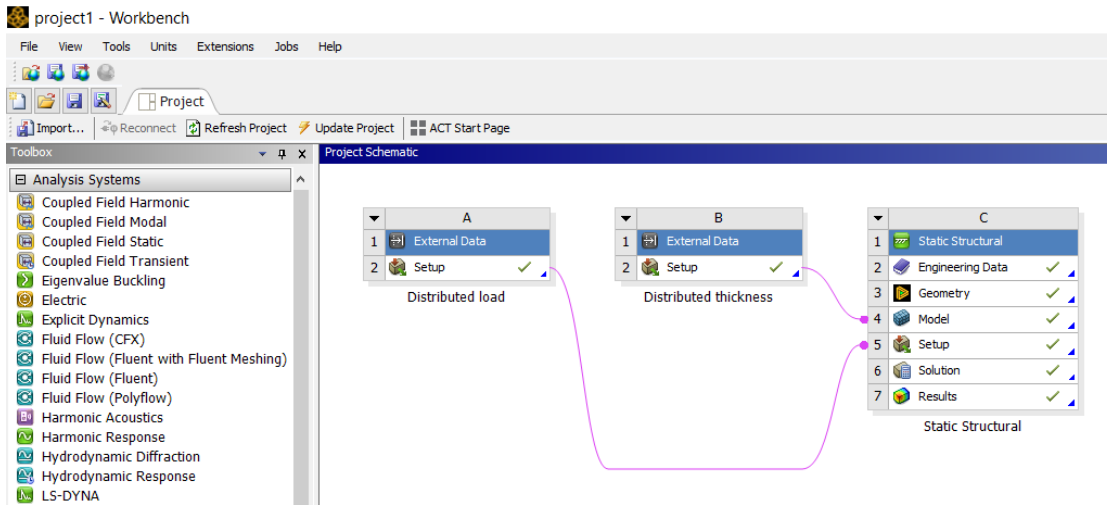 project1 - Workbench
File View Tools Units Extensions Jobs Help
Project
Import... Reconnect Refresh Project Update Project ACT Start Page
Toolbox
Project Schematic
Analysis Systems
Coupled Field Harmonic
Coupled Field Modal
Coupled Field Static
Coupled Field Transient
Eigenvalue Buckling
Electric
Explicit Dynamics
Fluid Flow (CFX)
Fluid Flow (Fluent with Fluent Meshing)
Fluid Flow (Fluent)
Fluid Flow (Polyflow)
Harmonic Acoustics
Harmonic Response
Hydrodynamic Diffraction
Hydrodynamic Response
LS-DYNA
A
1 External Data
2 Setup
Distributed load
B
1 External Data
2 Setup
Distributed thickness
C
1 Static Structural
2 Engineering Data
3 Geometry
4 Model
5 Setup
6 Solution
7 Results
Static Structural